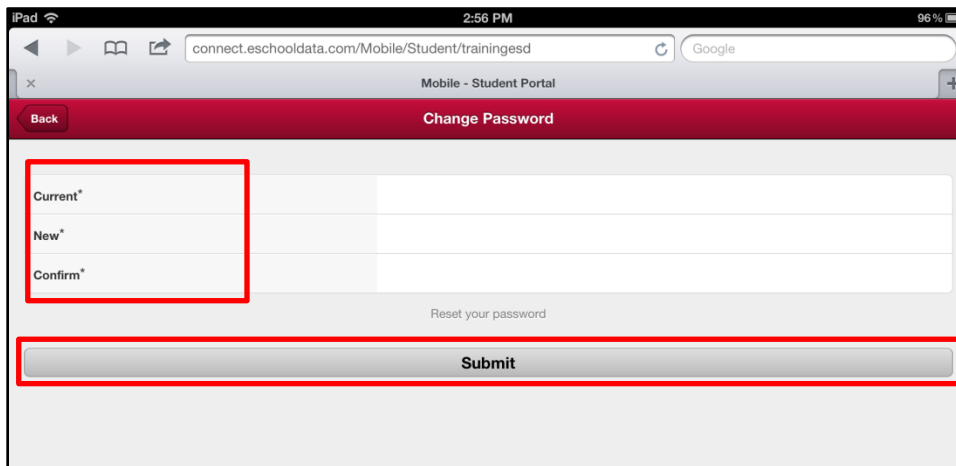 iPad 2:56 PM 96%
connect.eschooldata.com/Mobile/Student/trainingesd Google
Mobile - Student Portal
Back Change Password
Current*
New*
Confirm*
Reset your password
Submit